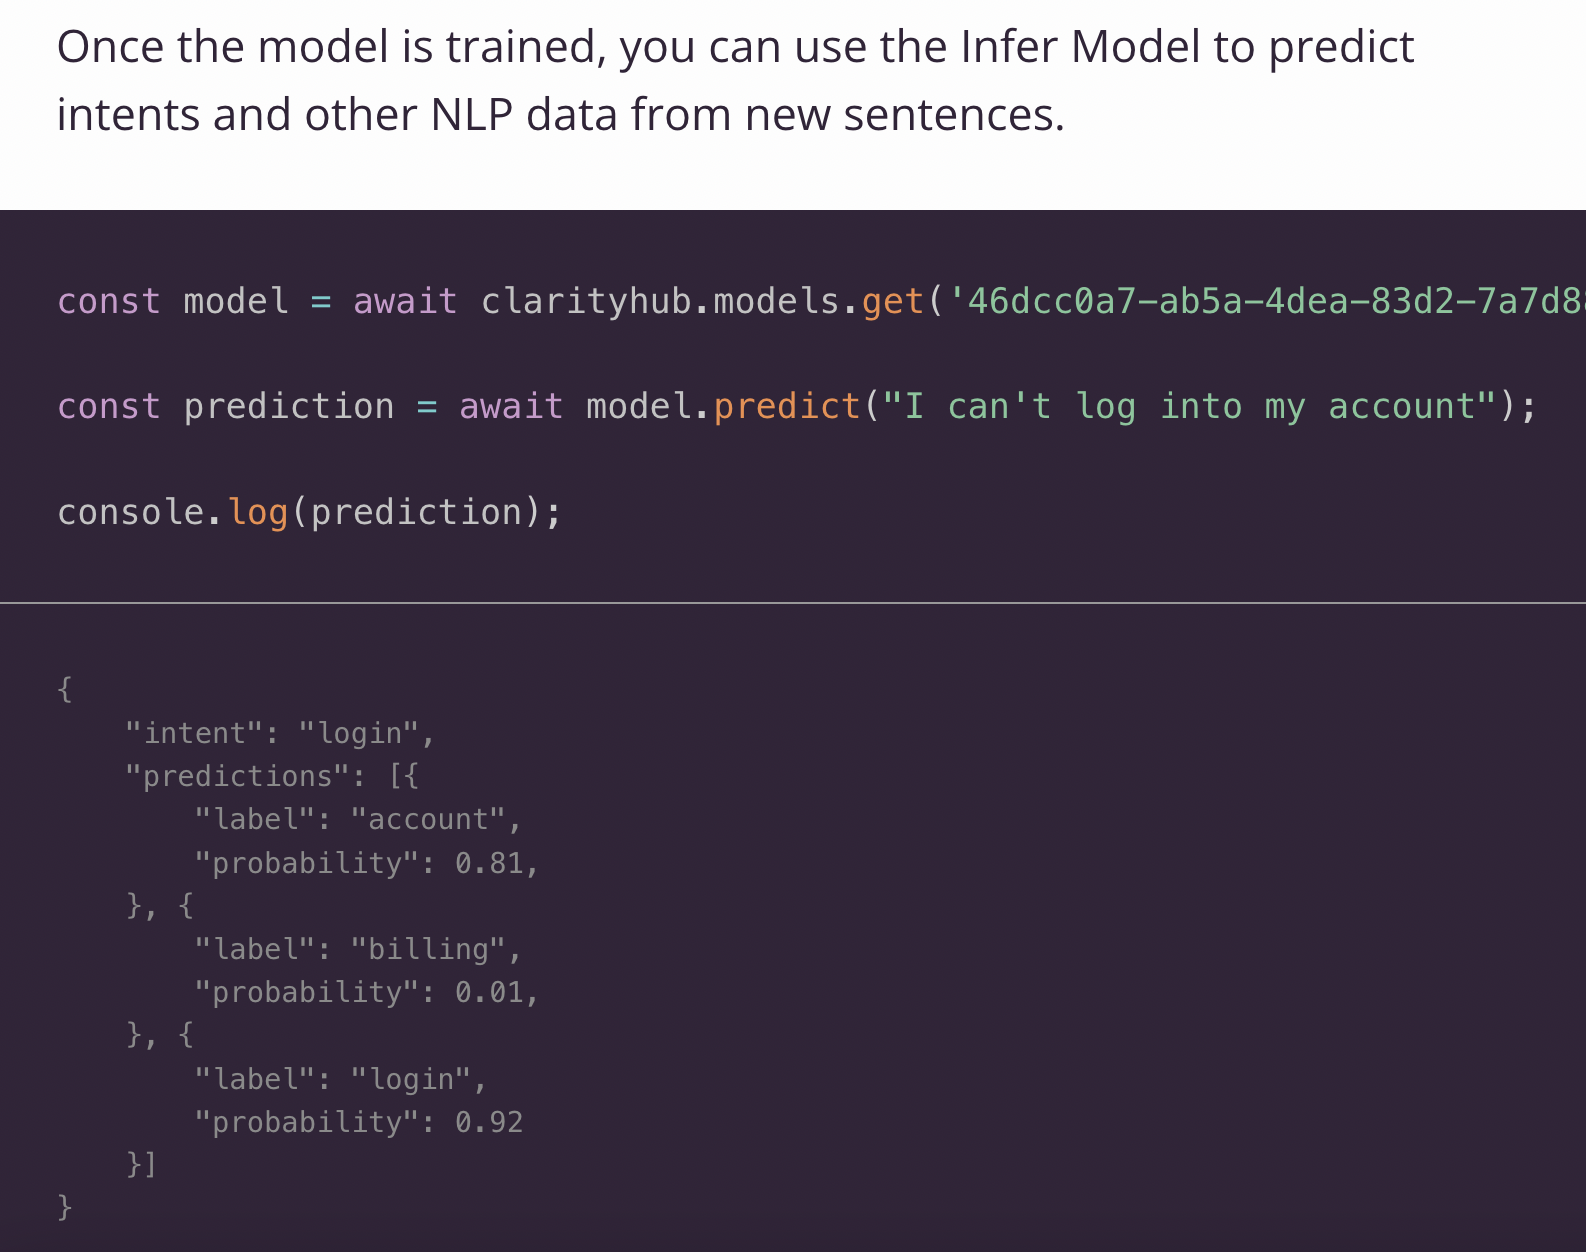 Once the model is trained, you can use the Infer Model to predict
intents and other NLP data from new sentences.
const model = await clarityhub.models.get('46dcc0a7-ab5a-4dea-83d2-7a7d8
const prediction = await model.predict("I can't log into my account");
console.log(prediction);
{
    "intent": "login",
    "predictions": [{
        "label": "account",
        "probability": 0.81,
    }, {
        "label": "billing",
        "probability": 0.01,
    }, {
        "label": "login",
        "probability": 0.92
    }]
}